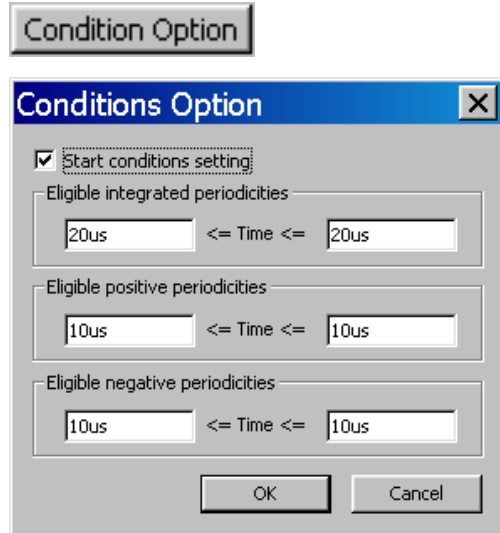 Condition Option
Conditions Option
Start conditions setting
Eligible integrated periodicities
20us <= Time <= 20us
Eligible positive periodicities
10us <= Time <= 10us
Eligible negative periodicities
10us <= Time <= 10us
OK Cancel